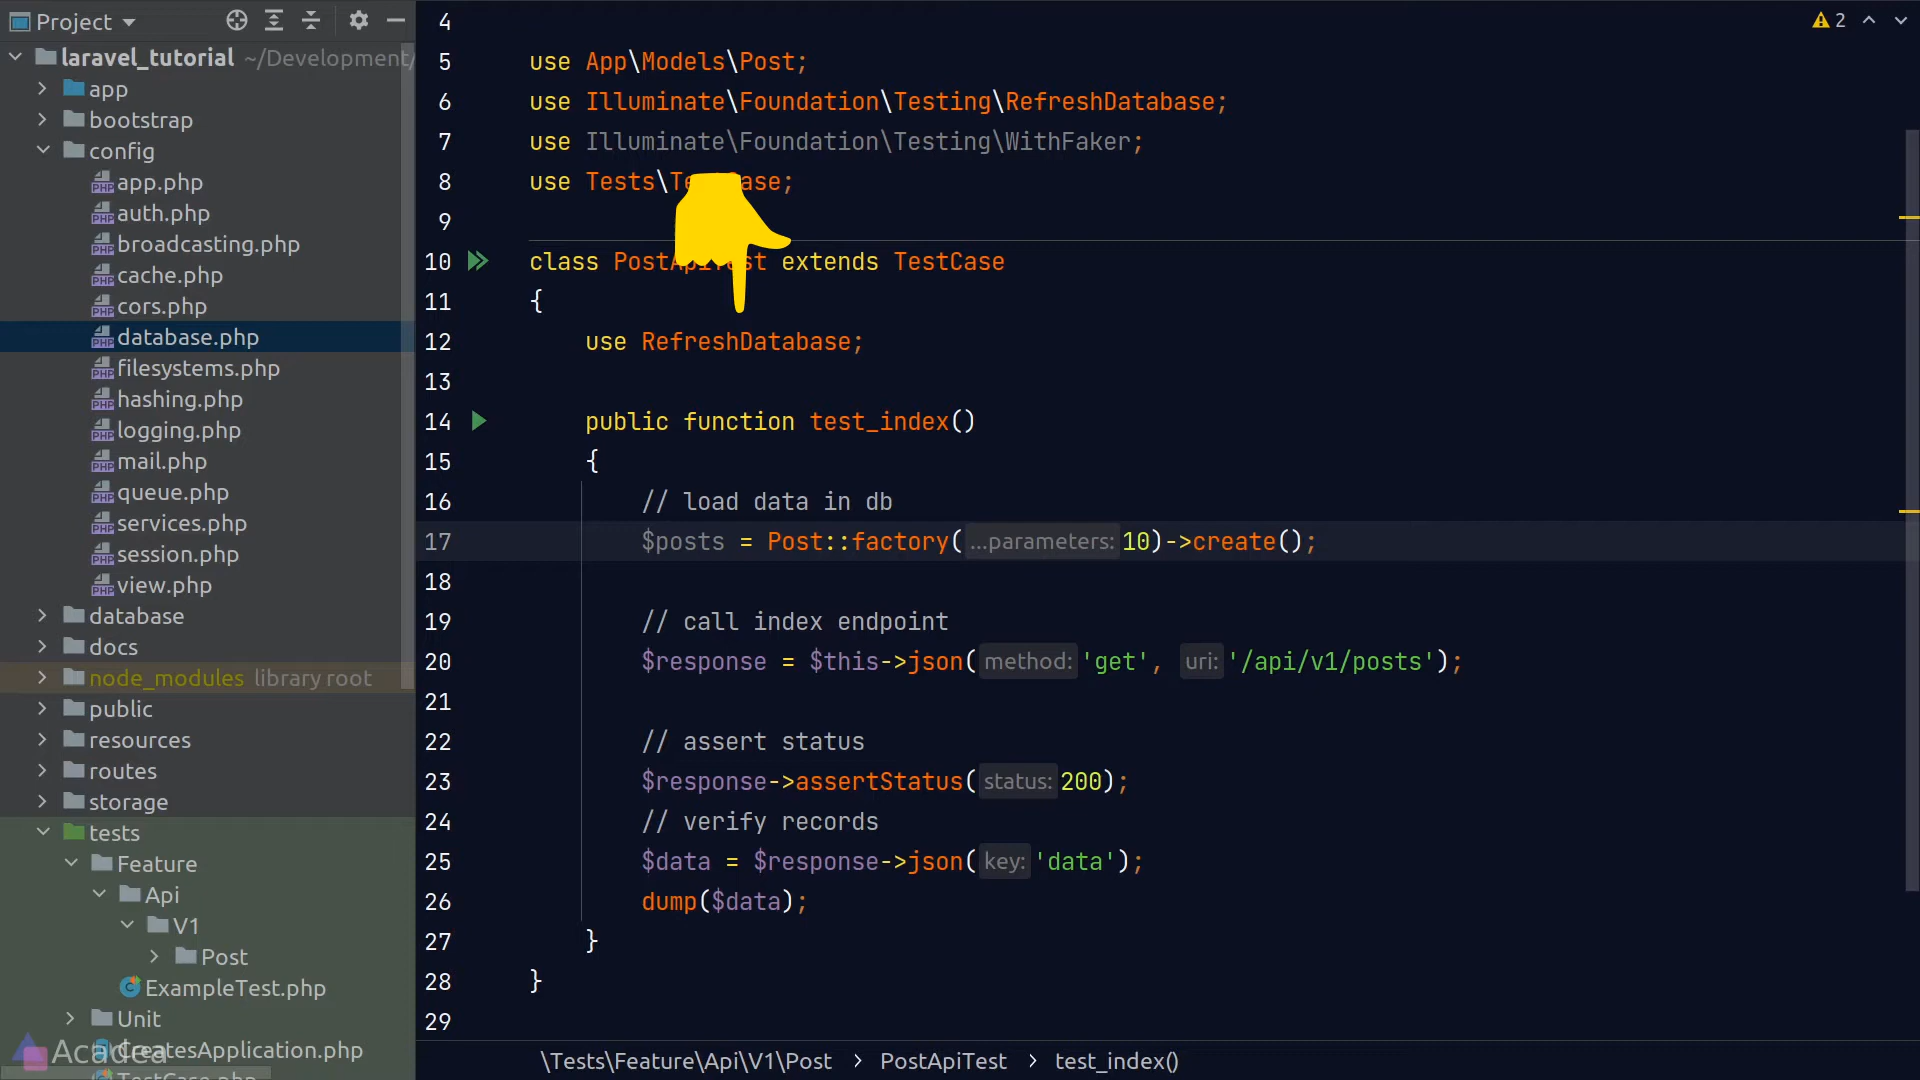 Project
laravel_tutorial ~/Development/
app
bootstrap
config
app.php
auth.php
broadcasting.php
cache.php
cors.php
database.php
filesystems.php
hashing.php
logging.php
mail.php
queue.php
services.php
session.php
view.php
database
docs
node_modules library root
public
resources
routes
storage
tests
Feature
Api
V1
Post
ExampleTest.php
Unit
CreatesApplication.php
TestCase.php
Acadea
2
4
5 use App\Models\Post;
6 use Illuminate\Foundation\Testing\RefreshDatabase;
7 use Illuminate\Foundation\Testing\WithFaker;
8 use Tests\TestCase;
9
10 class PostApiTest extends TestCase
11 {
12 use RefreshDatabase;
13
14 public function test_index()
15 {
16 // load data in db
17 $posts = Post::factory( ...parameters: 10)->create();
18
19 // call index endpoint
20 $response = $this->json( method: 'get', uri: '/api/v1/posts');
21
22 // assert status
23 $response->assertStatus( status: 200);
24 // verify records
25 $data = $response->json( key: 'data');
26 dump($data);
27 }
28 }
29
\Tests\Feature\Api\V1\Post > PostApiTest > test_index()